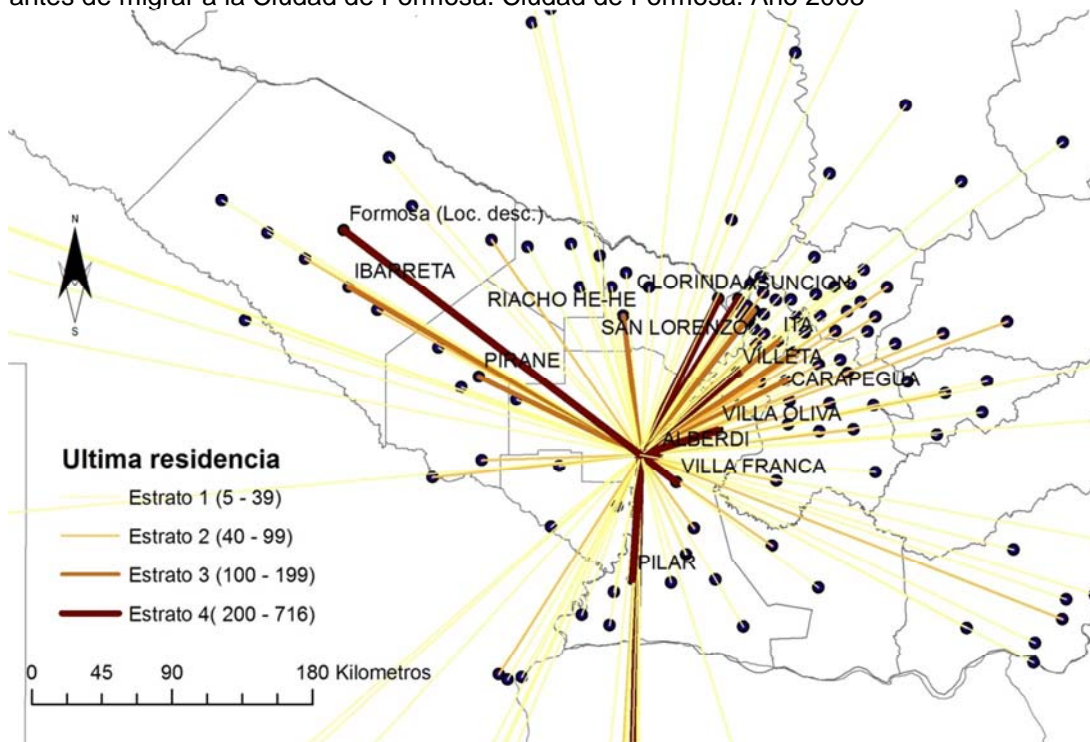 antes de migrar a la Ciudad de Formosa. Ciudad de Formosa. Año 2003
Formosa (Loc. desc.)
IBARRETA
CLORINDA
ASUNCION
RIACHO HE-HE
SAN LORENZO
ITA
PIRANE
VILLETA
CARAPEGUA
VILLA OLIVA
ALBERDI
VILLA FRANCA
PILAR
N
S
Ultima residencia
Estrato 1 (5 - 39)
Estrato 2 (40 - 99)
Estrato 3 (100 - 199)
Estrato 4( 200 - 716)
0 45 90 180 Kilometros